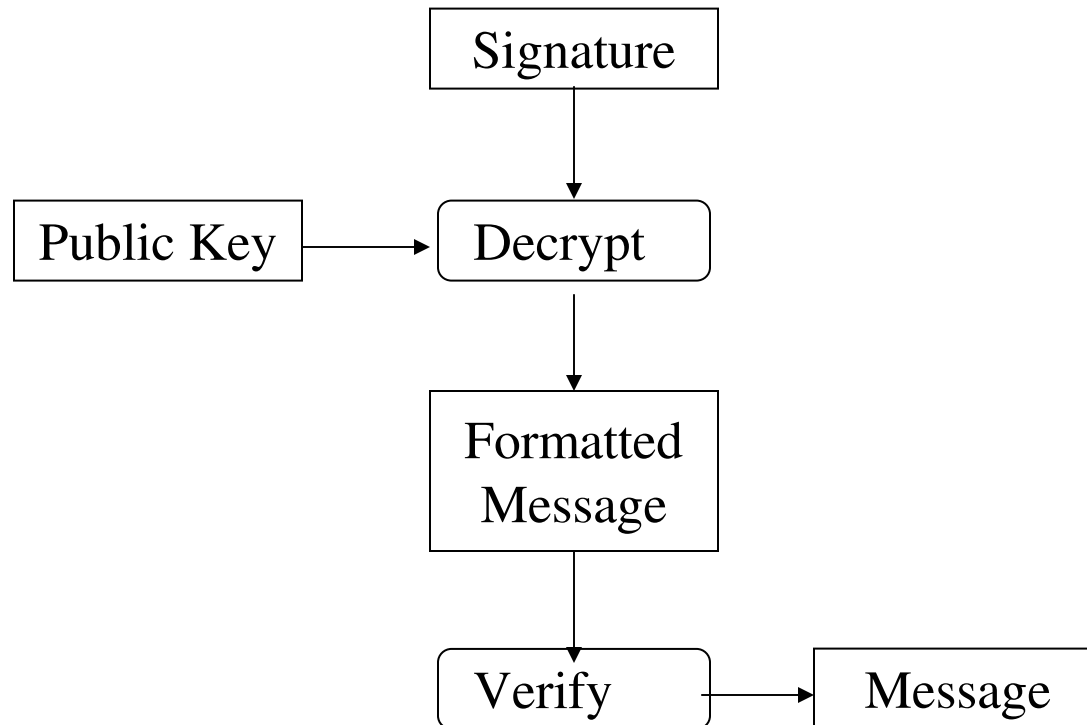 Signature
Public Key
Decrypt
Formatted
Message
Verify
Message